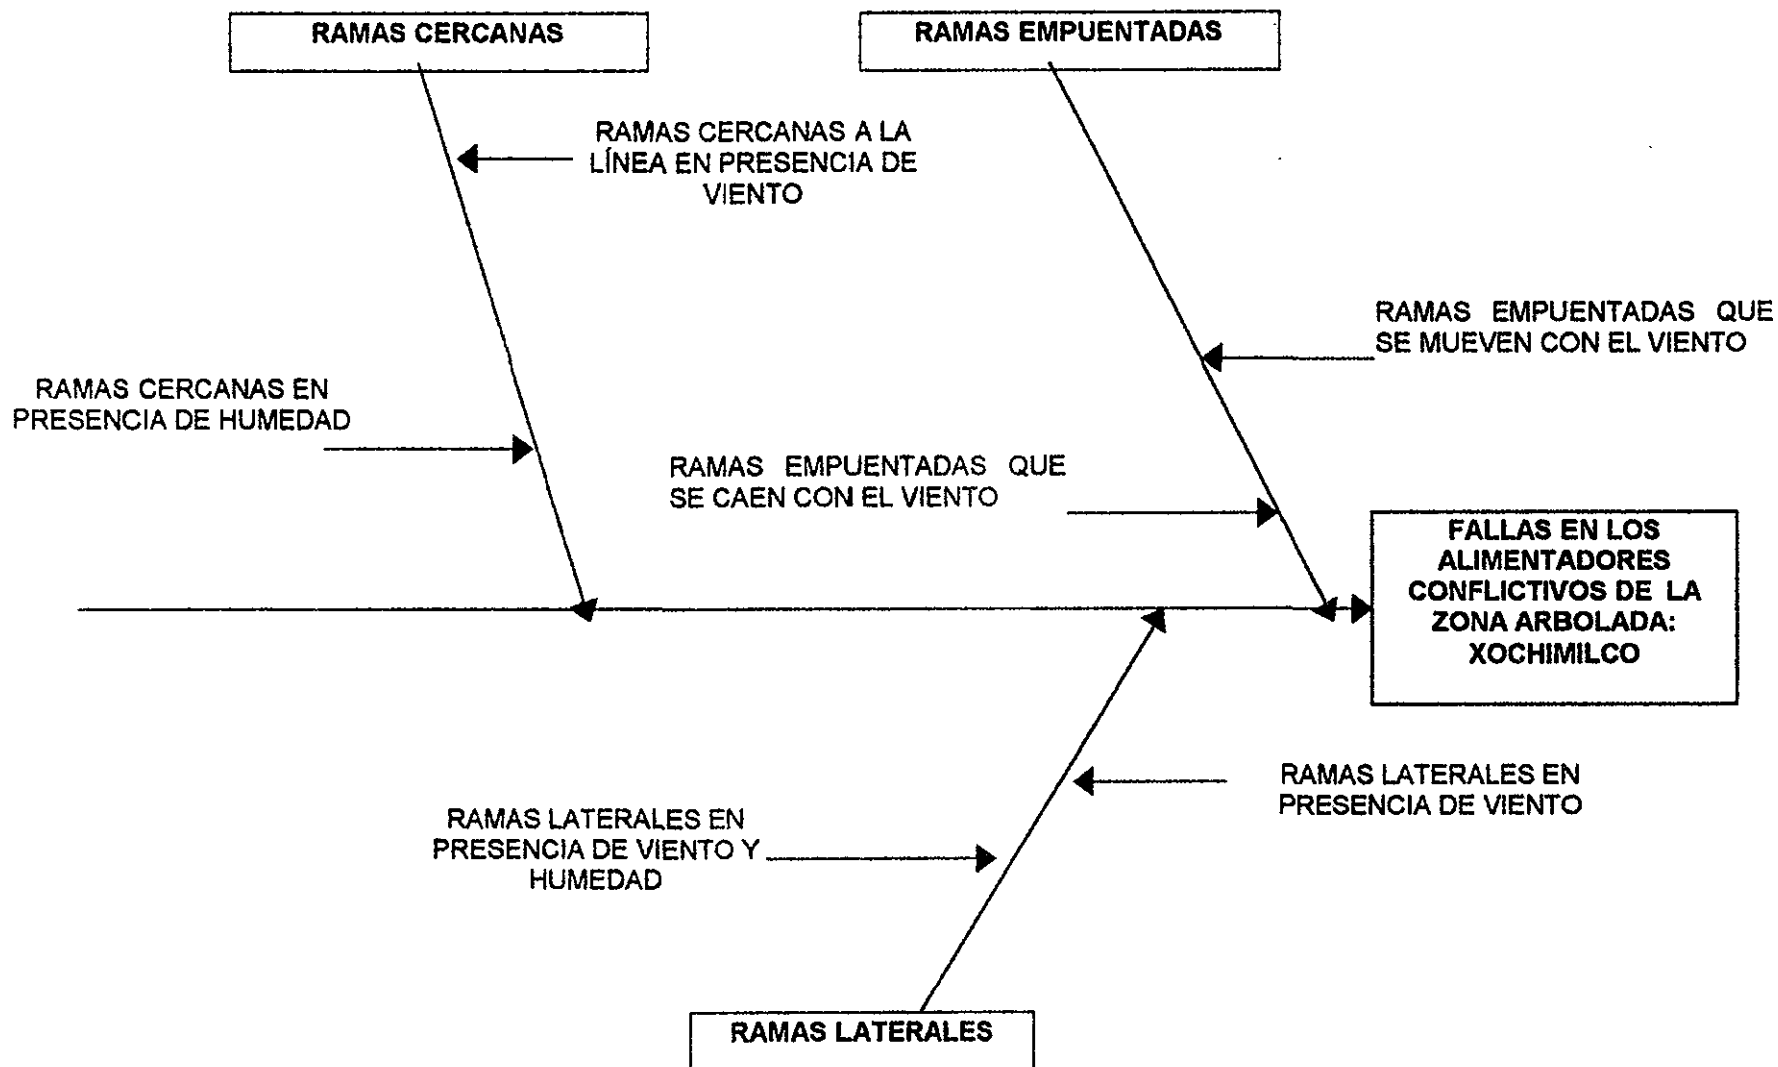 RAMAS CERCANAS
RAMAS EMPUENTADAS
RAMAS CERCANAS A LA
LÍNEA EN PRESENCIA DE
VIENTO
RAMAS EMPUENTADAS QUE
SE MUEVEN CON EL VIENTO
RAMAS CERCANAS EN
PRESENCIA DE HUMEDAD
RAMAS EMPUENTADAS QUE
SE CAEN CON EL VIENTO
FALLAS EN LOS
ALIMENTADORES
CONFLICTIVOS DE LA
ZONA ARBOLADA:
XOCHIMILCO
RAMAS LATERALES EN
PRESENCIA DE VIENTO
RAMAS LATERALES EN
PRESENCIA DE VIENTO Y
HUMEDAD
RAMAS LATERALES